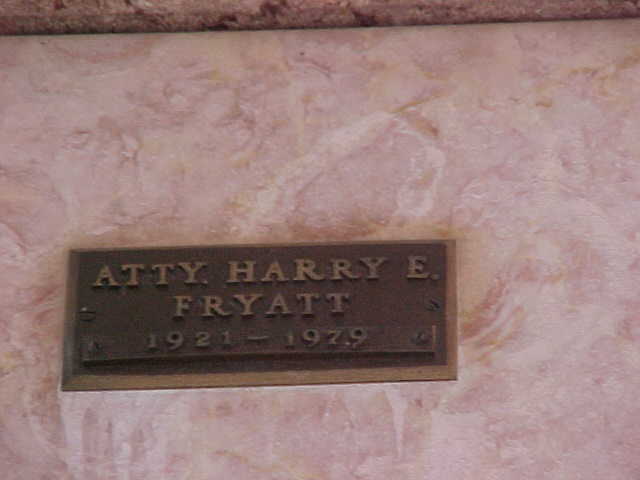 ATTY. HARRY E.
FRYATT
1921 – 1979